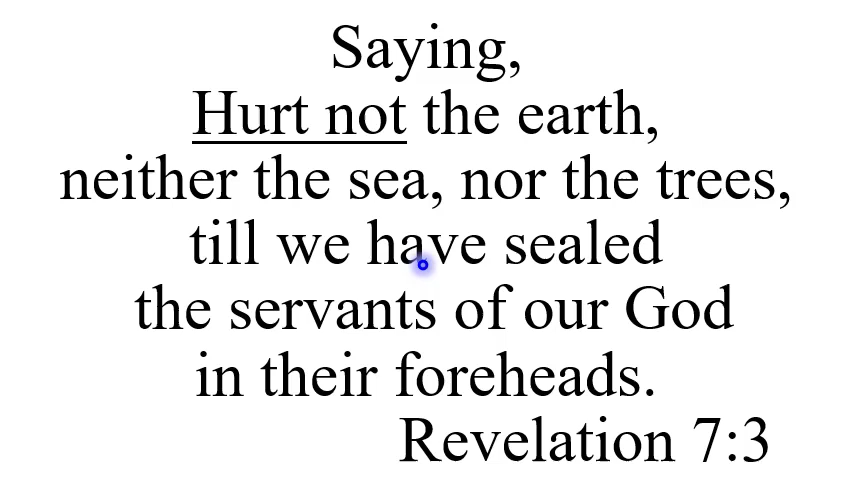 Saying,
Hurt not the earth,
neither the sea, nor the trees,
till we have sealed
the servants of our God
in their foreheads.
Revelation 7:3